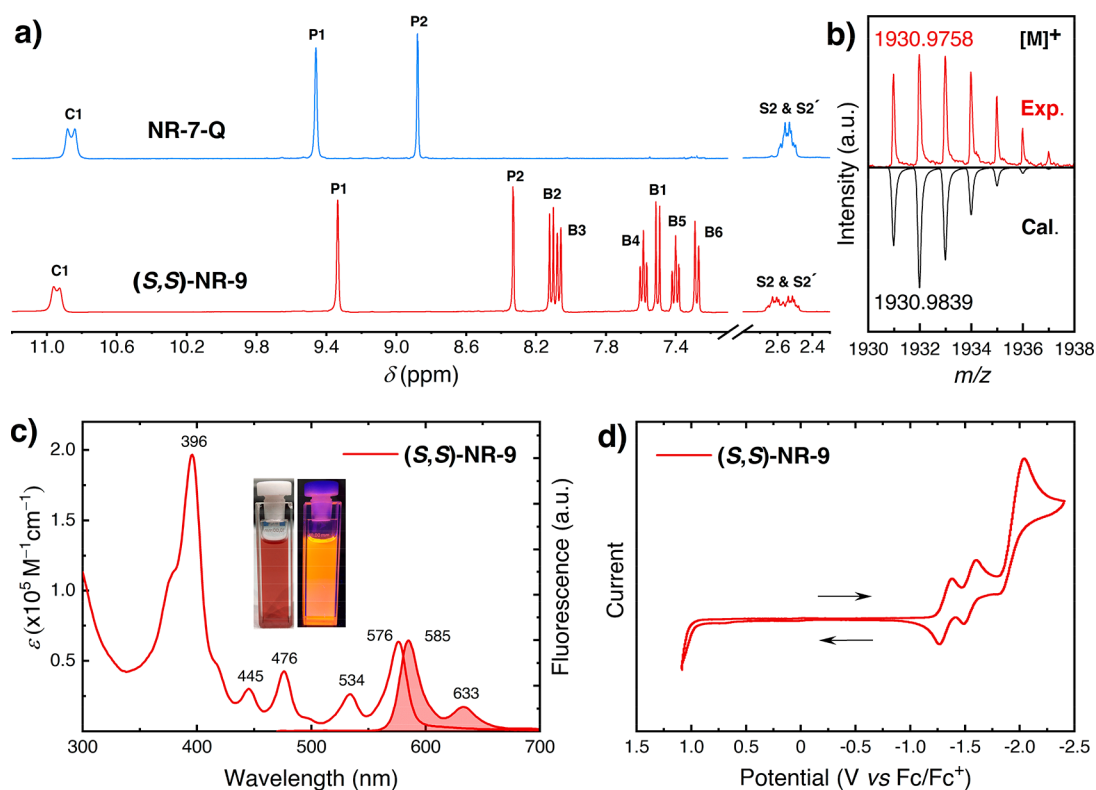 a)
C1
P1
P2
S2 & S2´
NR-7-Q
C1
P1
P2
B2
B3
B4
B1
B5
B6
S2 & S2´
(S,S)-NR-9
11.0 10.6 10.2 9.8 9.4 9.0 8.6 8.2 7.8 7.4 2.6 2.4
δ (ppm)
b)
1930.9758
[M]⁺
Exp.
Cal.
1930.9839
Intensity (a.u.)
1930 1932 1934 1936 1938
m/z
c)
(S,S)-NR-9
396
445
476
534
576
585
633
2.0
1.5
1.0
0.5
ε (x10⁵ M⁻¹cm⁻¹)
Fluorescence (a.u.)
300 400 500 600 700
Wavelength (nm)
d)
(S,S)-NR-9
Current
1.5 1.0 0.5 0 -0.5 -1.0 -1.5 -2.0 -2.5
Potential (V vs Fc/Fc⁺)